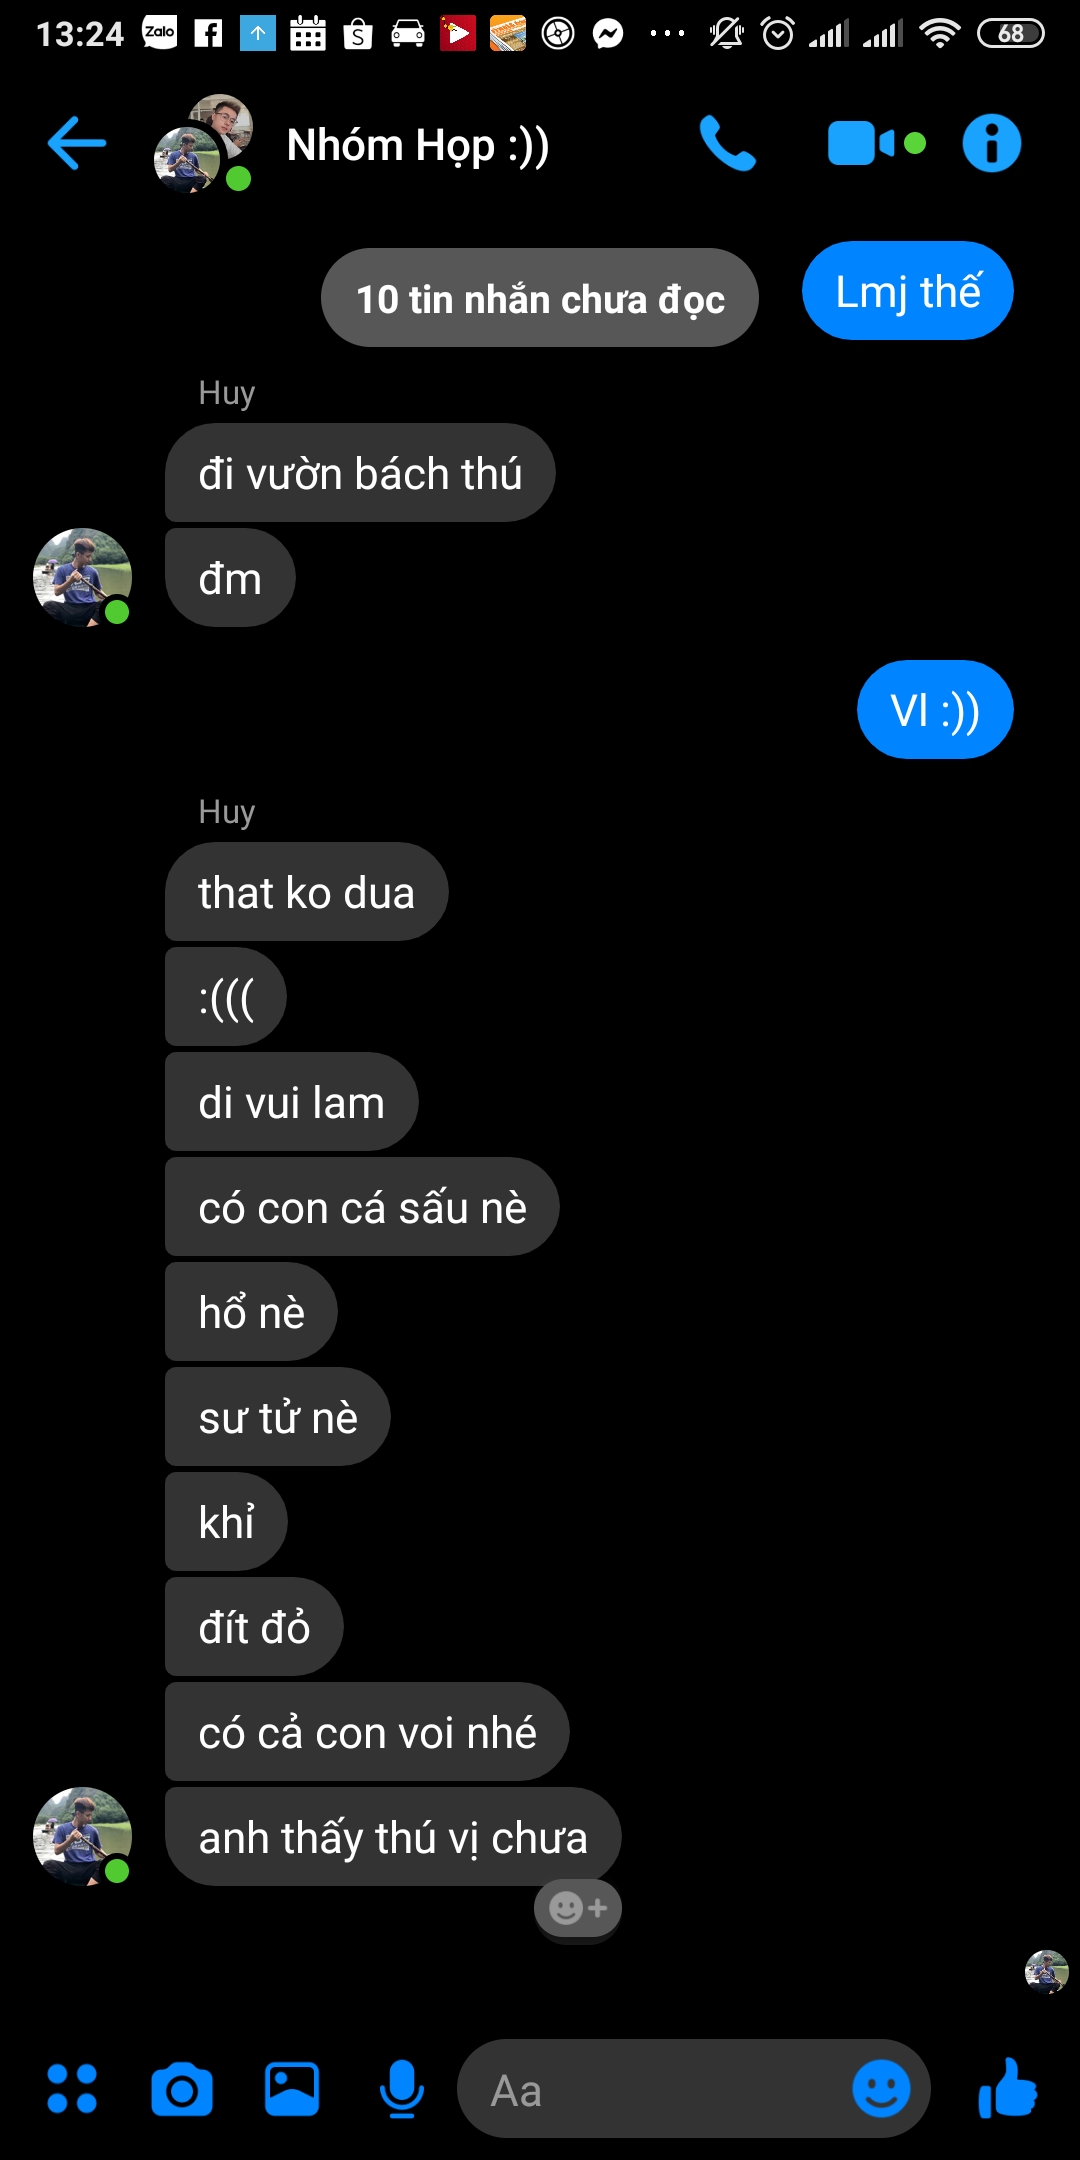 13:24 Zalo 68
Nhóm Họp :))
10 tin nhắn chưa đọc
Lmj thế
Huy
đi vườn bách thú
đm
Vl :))
Huy
that ko dua
:(((
di vui lam
có con cá sấu nè
hổ nè
sư tử nè
khỉ
đít đỏ
có cả con voi nhé
anh thấy thú vị chưa
Aa